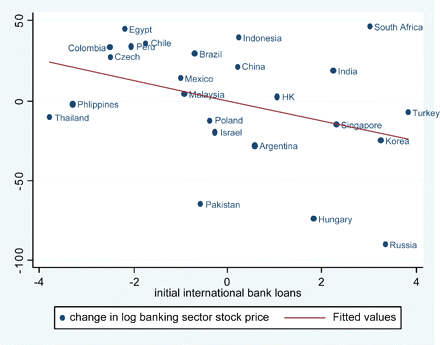 50
Egypt
South Africa
Colombia
Peru
Chile
Indonesia
Czech
Brazil
China
India
Mexico
Malaysia
HK
0
Phlippines
Thailand
Turkey
Poland
Singapore
Israel
Korea
Argentina
-50
Pakistan
Hungary
Russia
-100
-4
-2
0
2
4
initial international bank loans
change in log banking sector stock price
Fitted values